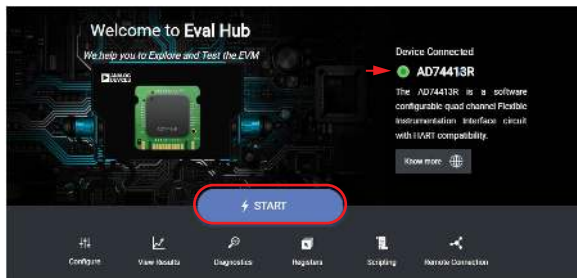 Welcome to Eval Hub
We help you to Explore and Test the EVM
ANALOG
DEVICES
Device Connected
AD74413R
The AD74413R is a software
configurable quad channel Flexible
Instrumentation Interface circuit
with HART compatibility.
Know more
START
Configure
View Results
Diagnostics
Registers
Scripting
Remote Connection